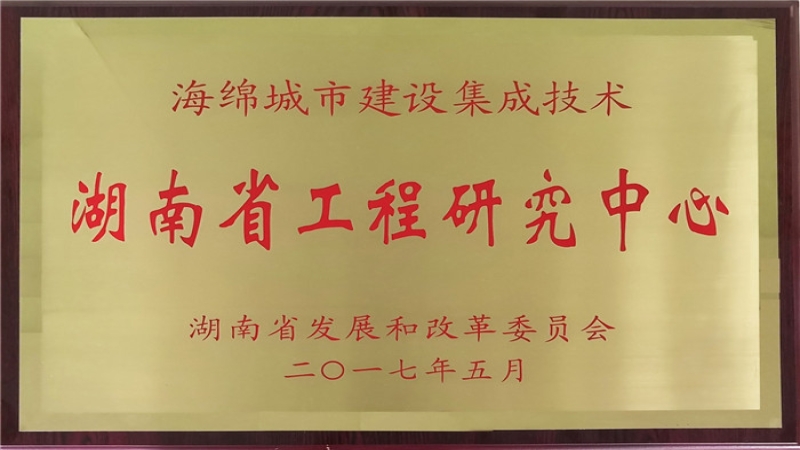 海绵城市建设集成技术
湖南省工程研究中心
湖南省发展和改革委员会
二〇一七年五月